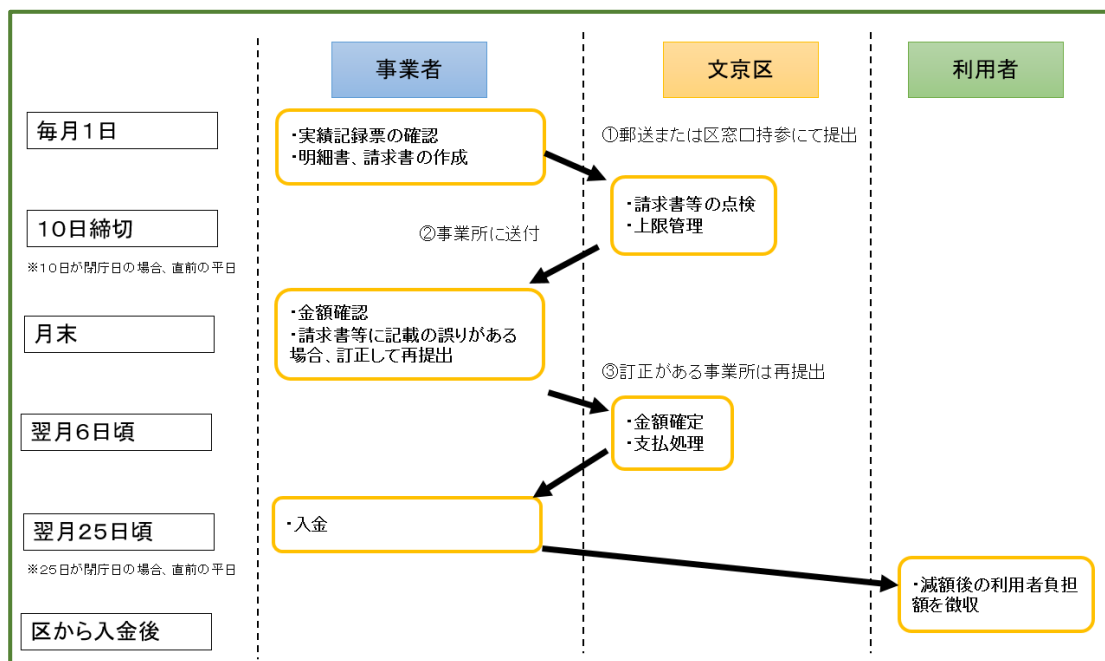 事業者
文京区
利用者
毎月1日
・実績記録票の確認
・明細書、請求書の作成
①郵送または区窓口持参にて提出
10日締切
※10日が閉庁日の場合、直前の平日
・請求書等の点検
・上限管理
②事業所に送付
月末
・金額確認
・請求書等に記載の誤りがある
場合、訂正して再提出
③訂正がある事業所は再提出
翌月6日頃
・金額確定
・支払処理
翌月25日頃
※25日が閉庁日の場合、直前の平日
・入金
・減額後の利用者負担
額を徴収
区から入金後